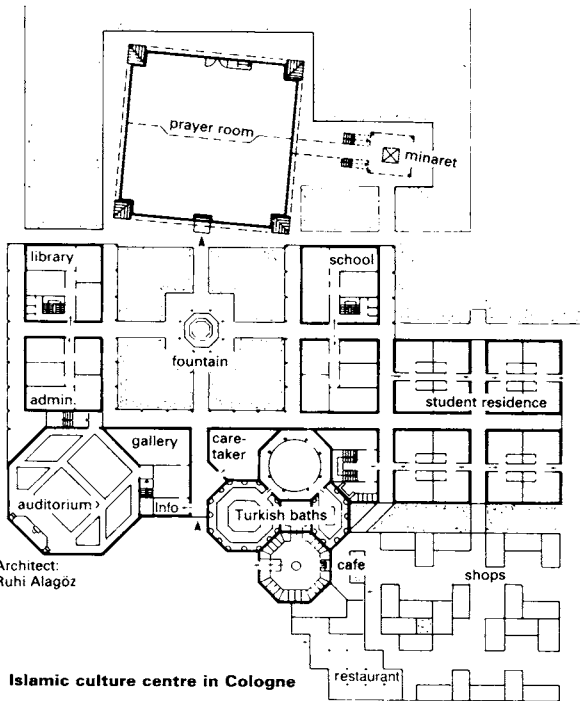 prayer room
minaret
library
school
fountain
admin.
student residence
gallery
care-
taker
auditorium
Info
Turkish baths
cafe
Architect:
Ruhi Alagöz
shops
restaurant
Islamic culture centre in Cologne